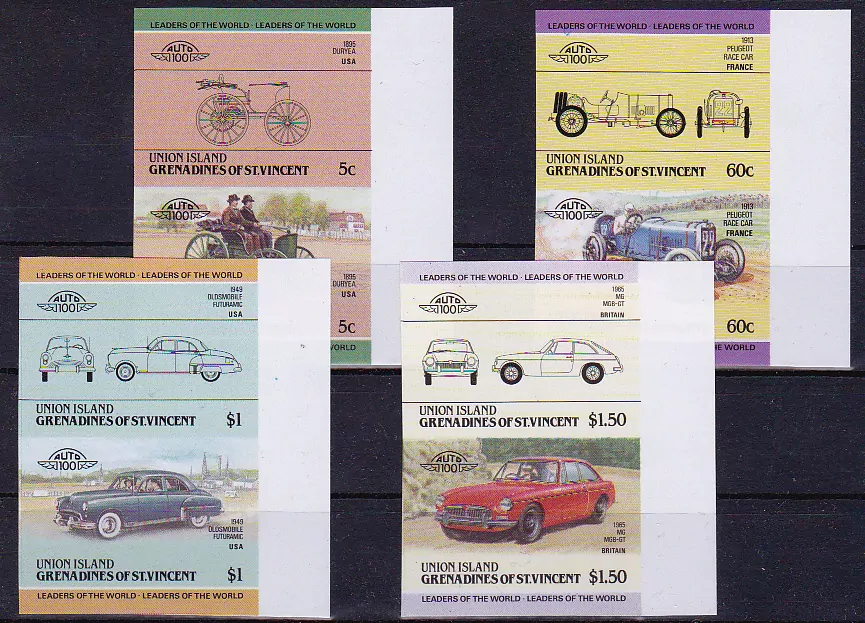 LEADERS OF THE WORLD · LEADERS OF THE WORLD
AUTO
100
1895
DURYEA
USA
UNION ISLAND
GRENADINES OF ST.VINCENT 5c
AUTO
100
1895
DURYEA
USA
5c
WORLD
LEADERS OF THE WORLD · LEADERS OF THE WORLD
AUTO
100
1913
PEUGEOT
RACE CAR
FRANCE
UNION ISLAND
GRENADINES OF ST.VINCENT 60c
AUTO
100
1913
PEUGEOT
RACE CAR
FRANCE
60c
HE WORLD
LEADERS OF THE WORLD · LEADERS OF THE WORLD
AUTO
100
1949
OLDSMOBILE
FUTURAMIC
USA
UNION ISLAND
GRENADINES OF ST.VINCENT $1
AUTO
100
1949
OLDSMOBILE
FUTURAMIC
USA
UNION ISLAND
GRENADINES OF ST.VINCENT $1
LEADERS OF THE WORLD · LEADERS OF THE WORLD
LEADERS OF THE WORLD · LEADERS OF THE WORLD
AUTO
100
1965
MG
MGB-GT
BRITAIN
UNION ISLAND
GRENADINES OF ST.VINCENT $1.50
AUTO
100
1965
MG
MGB-GT
BRITAIN
UNION ISLAND
GRENADINES OF ST.VINCENT $1.50
LEADERS OF THE WORLD · LEADERS OF THE WORLD